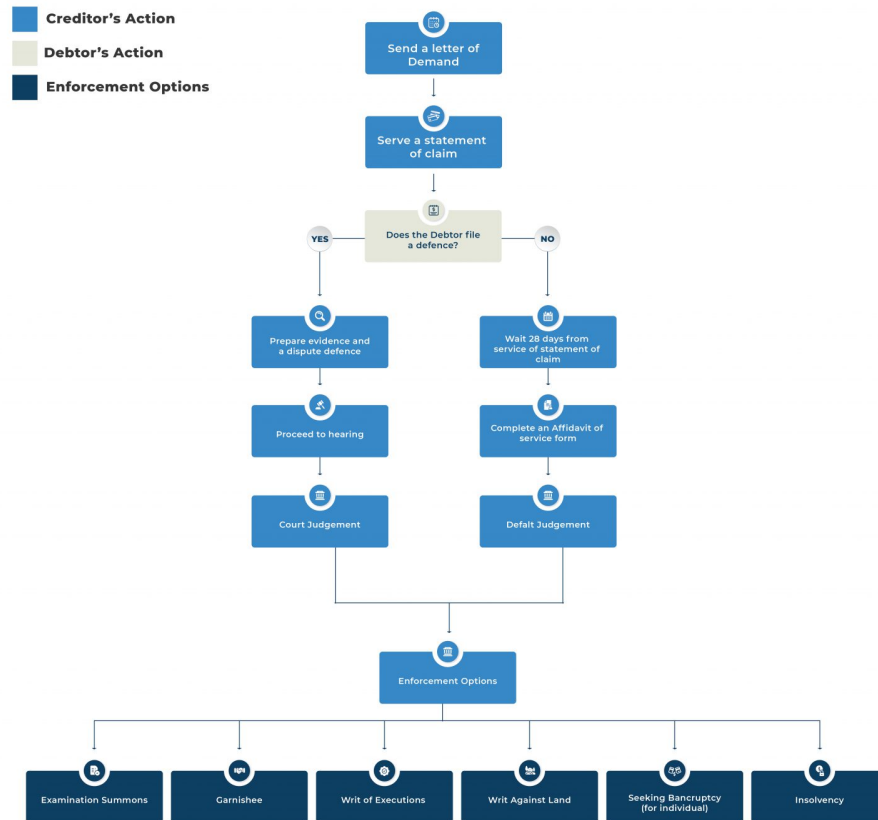 Creditor's Action
Debtor's Action
Enforcement Options
Send a letter of
Demand
Serve a statement
of claim
Does the Debtor file
a defence?
YES
NO
Prepare evidence and
a dispute defence
Wait 28 days from
service of statement of
claim
Proceed to hearing
Complete an Affidavit of
service form
Court Judgement
Defalt Judgement
Enforcement Options
Examination Summons
Garnishee
Writ of Executions
Writ Against Land
Seeking Bancruptcy
(for individual)
Insolvency